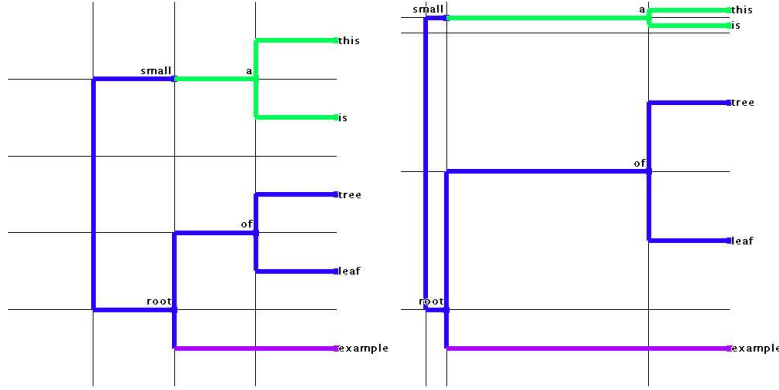 this
small
a
is
tree
of
leaf
root
example
small
a
this
is
tree
of
leaf
root
example